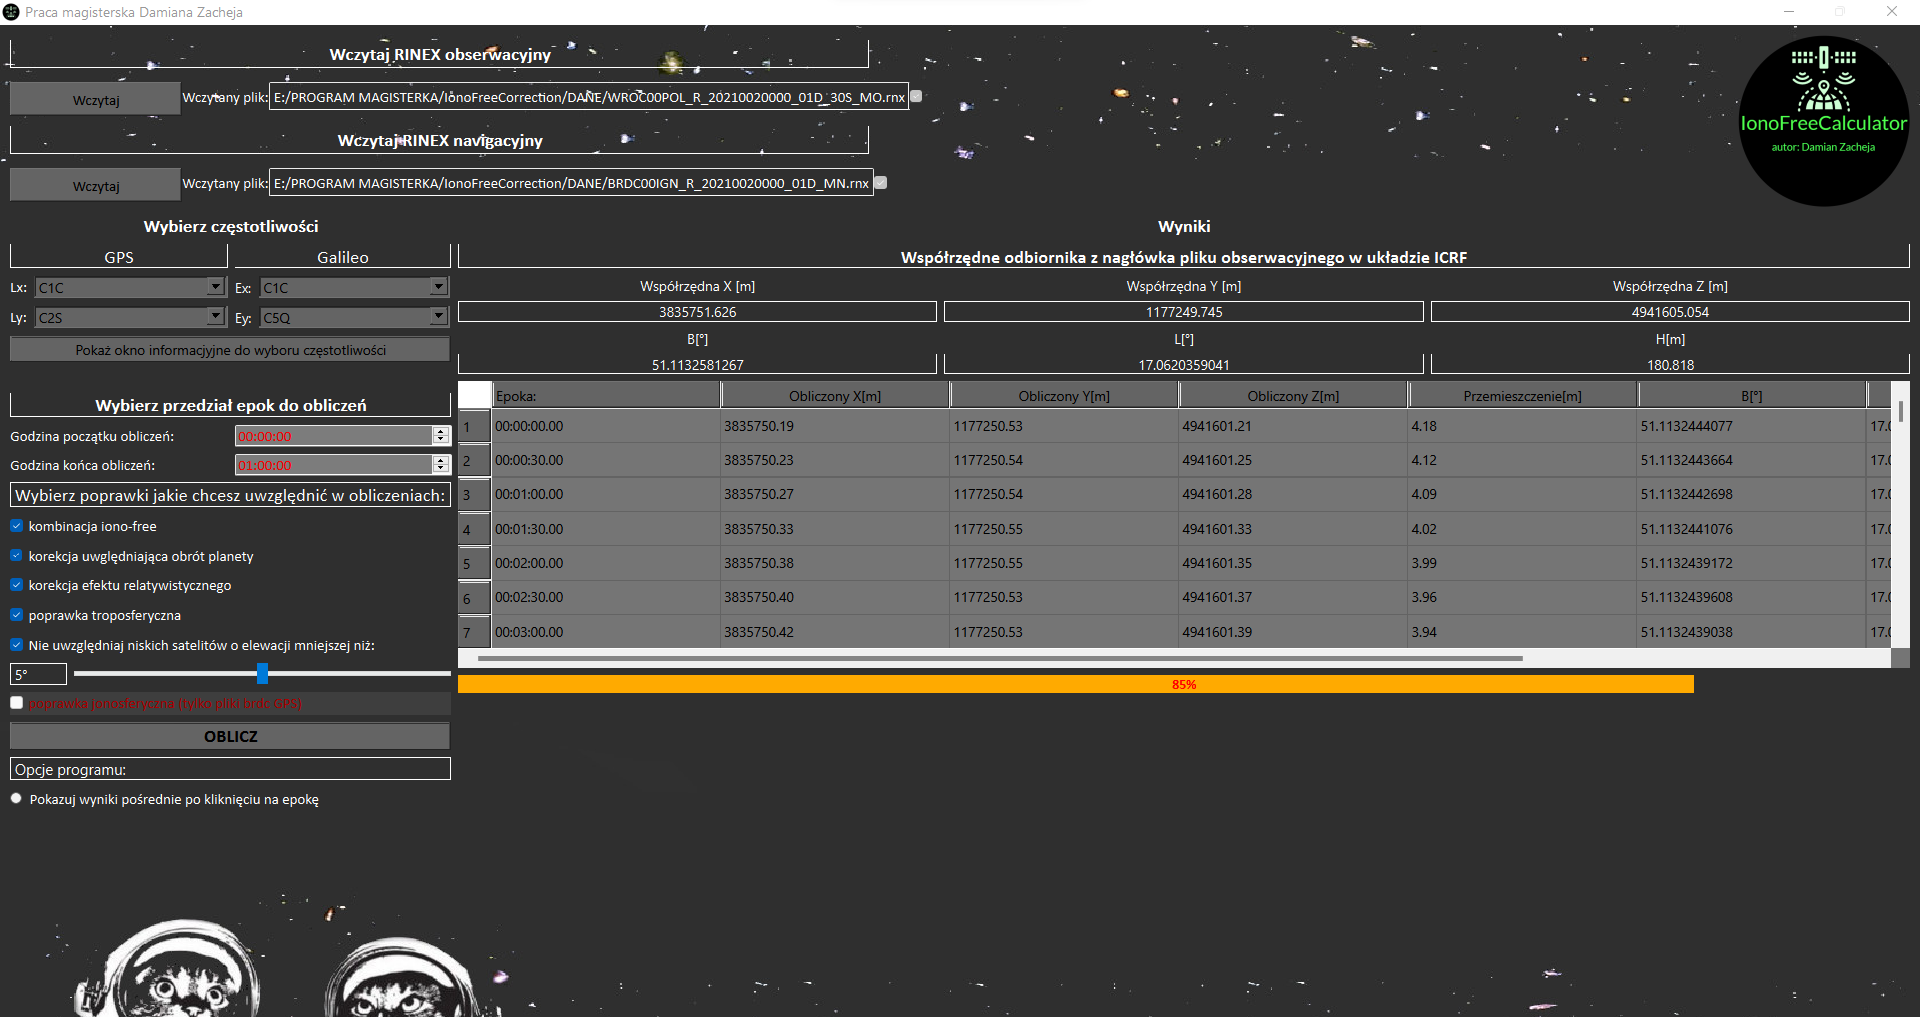 Praca magisterska Damiana Zacheja
Wczytaj RINEX obserwacyjny
Wczytaj
Wczytany plik:
E:/PROGRAM MAGISTERKA/IonoFreeCorrection/DANE/WROC00POL_R_20210020000_01D_30S_MO.rnx
Wczytaj RINEX nawigacyjny
Wczytaj
Wczytany plik:
E:/PROGRAM MAGISTERKA/IonoFreeCorrection/DANE/BRDC00IGN_R_20210020000_01D_MN.rnx
IonoFreeCalculator
autor: Damian Zacheja
Wybierz częstotliwości
GPS
Galileo
Lx: C1C
Ex: C1C
Ly: C2S
Ey: C5Q
Pokaż okno informacjyjne do wyboru częstotliwości
Wybierz przedział epok do obliczeń
Godzina początku obliczeń: 00:00:00
Godzina końca obliczeń: 01:00:00
Wybierz poprawki jakie chcesz uwzględnić w obliczeniach:
kombinacja iono-free
korekcja uwględniająca obrót planety
korekcja efektu relatywistycznego
poprawka troposferyczna
Nie uwzględniaj niskich satelitów o elewacji mniejszej niż:
5°
poprawka jonosferyczna (tylko pliki brdc GPS)
OBLICZ
Opcje programu:
Pokazuj wyniki pośrednie po kliknięciu na epokę
Wyniki
Współrzędne odbiornika z nagłówka pliku obserwacyjnego w układzie ICRF
Współrzędna X [m] Współrzędna Y [m] Współrzędna Z [m]
3835751.626 1177249.745 4941605.054
B[°] L[°] H[m]
51.1132581267 17.0620359041 180.818
Epoka: Obliczony X[m] Obliczony Y[m] Obliczony Z[m] Przemieszczenie[m] B[°]
1 00:00:00.00 3835750.19 1177250.53 4941601.21 4.18 51.1132444077 17.0
2 00:00:30.00 3835750.23 1177250.54 4941601.25 4.12 51.1132443664 17.0
3 00:01:00.00 3835750.27 1177250.54 4941601.28 4.09 51.1132442698 17.0
4 00:01:30.00 3835750.33 1177250.55 4941601.33 4.02 51.1132441076 17.0
5 00:02:00.00 3835750.38 1177250.55 4941601.35 3.99 51.1132439172 17.0
6 00:02:30.00 3835750.40 1177250.53 4941601.37 3.96 51.1132439608 17.0
7 00:03:00.00 3835750.42 1177250.53 4941601.39 3.94 51.1132439038 17.0
85%